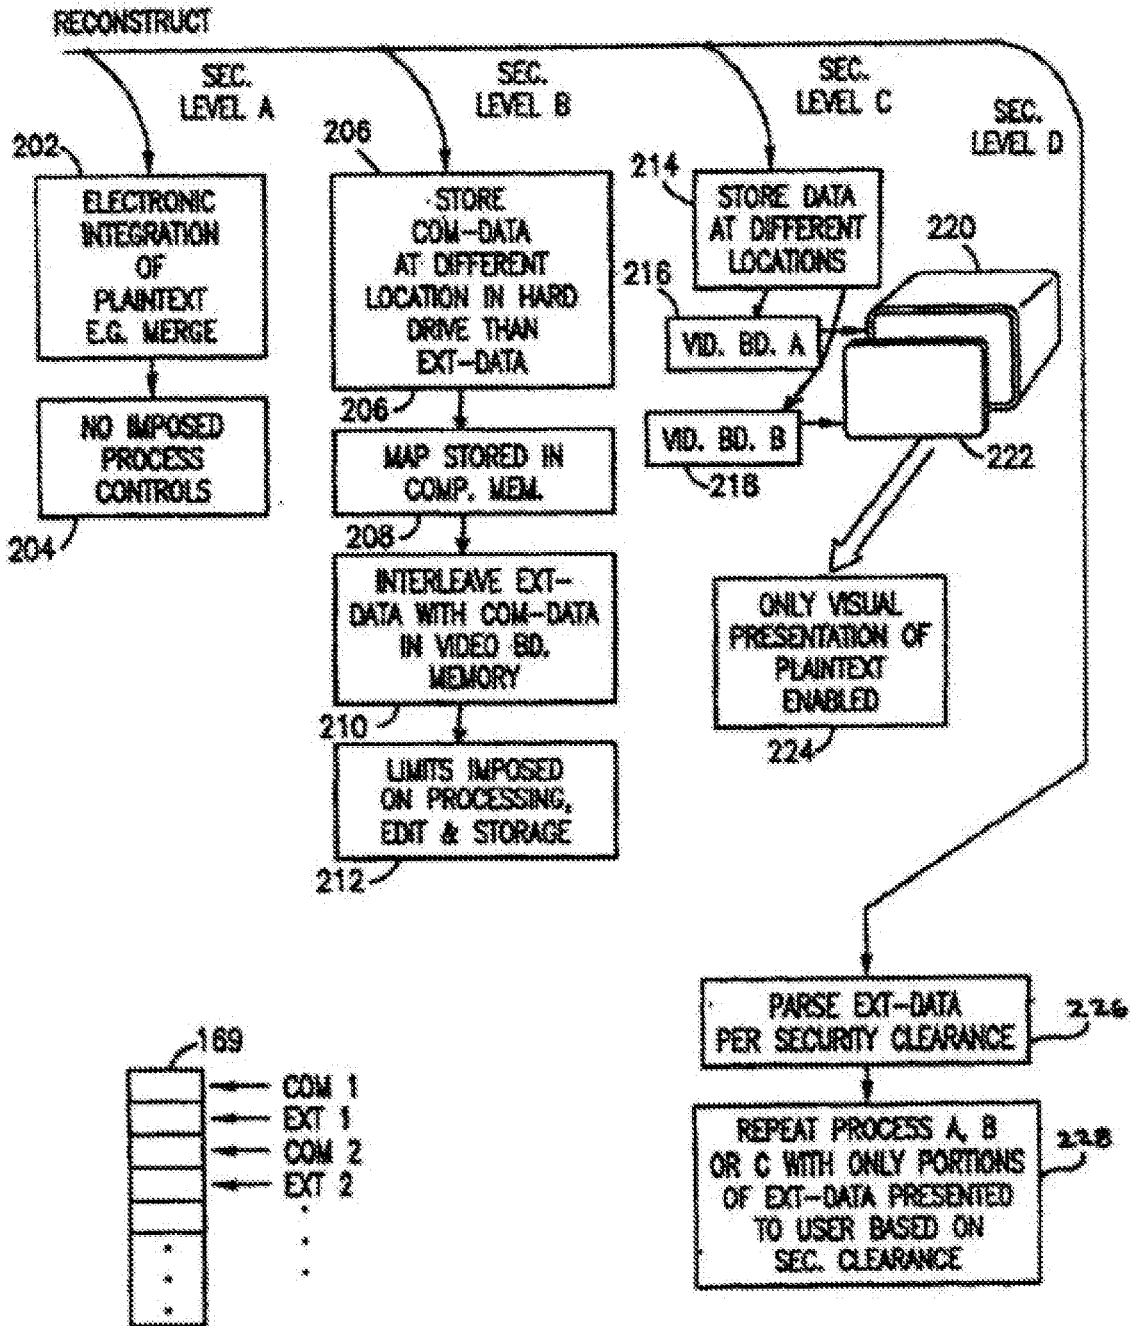 RECONSTRUCT
SEC.
LEVEL A
SEC.
LEVEL B
SEC.
LEVEL C
SEC.
LEVEL D
202
ELECTRONIC
INTEGRATION
OF
PLAINTEXT
E.G. MERGE
NO IMPOSED
PROCESS
CONTROLS
204
206
STORE
COM-DATA
AT DIFFERENT
LOCATION IN HARD
DRIVE THAN
EXT-DATA
206
MAP STORED IN
COMP. MEM.
208
INTERLEAVE EXT-
DATA WITH COM-DATA
IN VIDEO BD.
MEMORY
210
LIMITS IMPOSED
ON PROCESSING,
EDIT & STORAGE
212
214
STORE DATA
AT DIFFERENT
LOCATIONS
216
VID. BD. A
VID. BD. B
218
220
222
ONLY VISUAL
PRESENTATION OF
PLAINTEXT
ENABLED
224
PARSE EXT-DATA
PER SECURITY CLEARANCE
226
REPEAT PROCESS A, B
OR C WITH ONLY PORTIONS
OF EXT-DATA PRESENTED
TO USER BASED ON
SEC. CLEARANCE
228
169
COM 1
EXT 1
COM 2
EXT 2